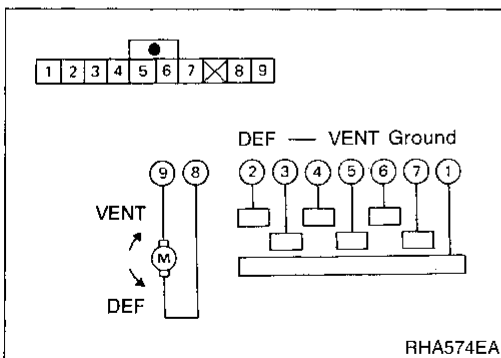 1 2 3 4 5 6 7 8 9
DEF — VENT Ground
9 8 2 3 4 5 6 7 1
VENT
M
DEF
RHA574EA